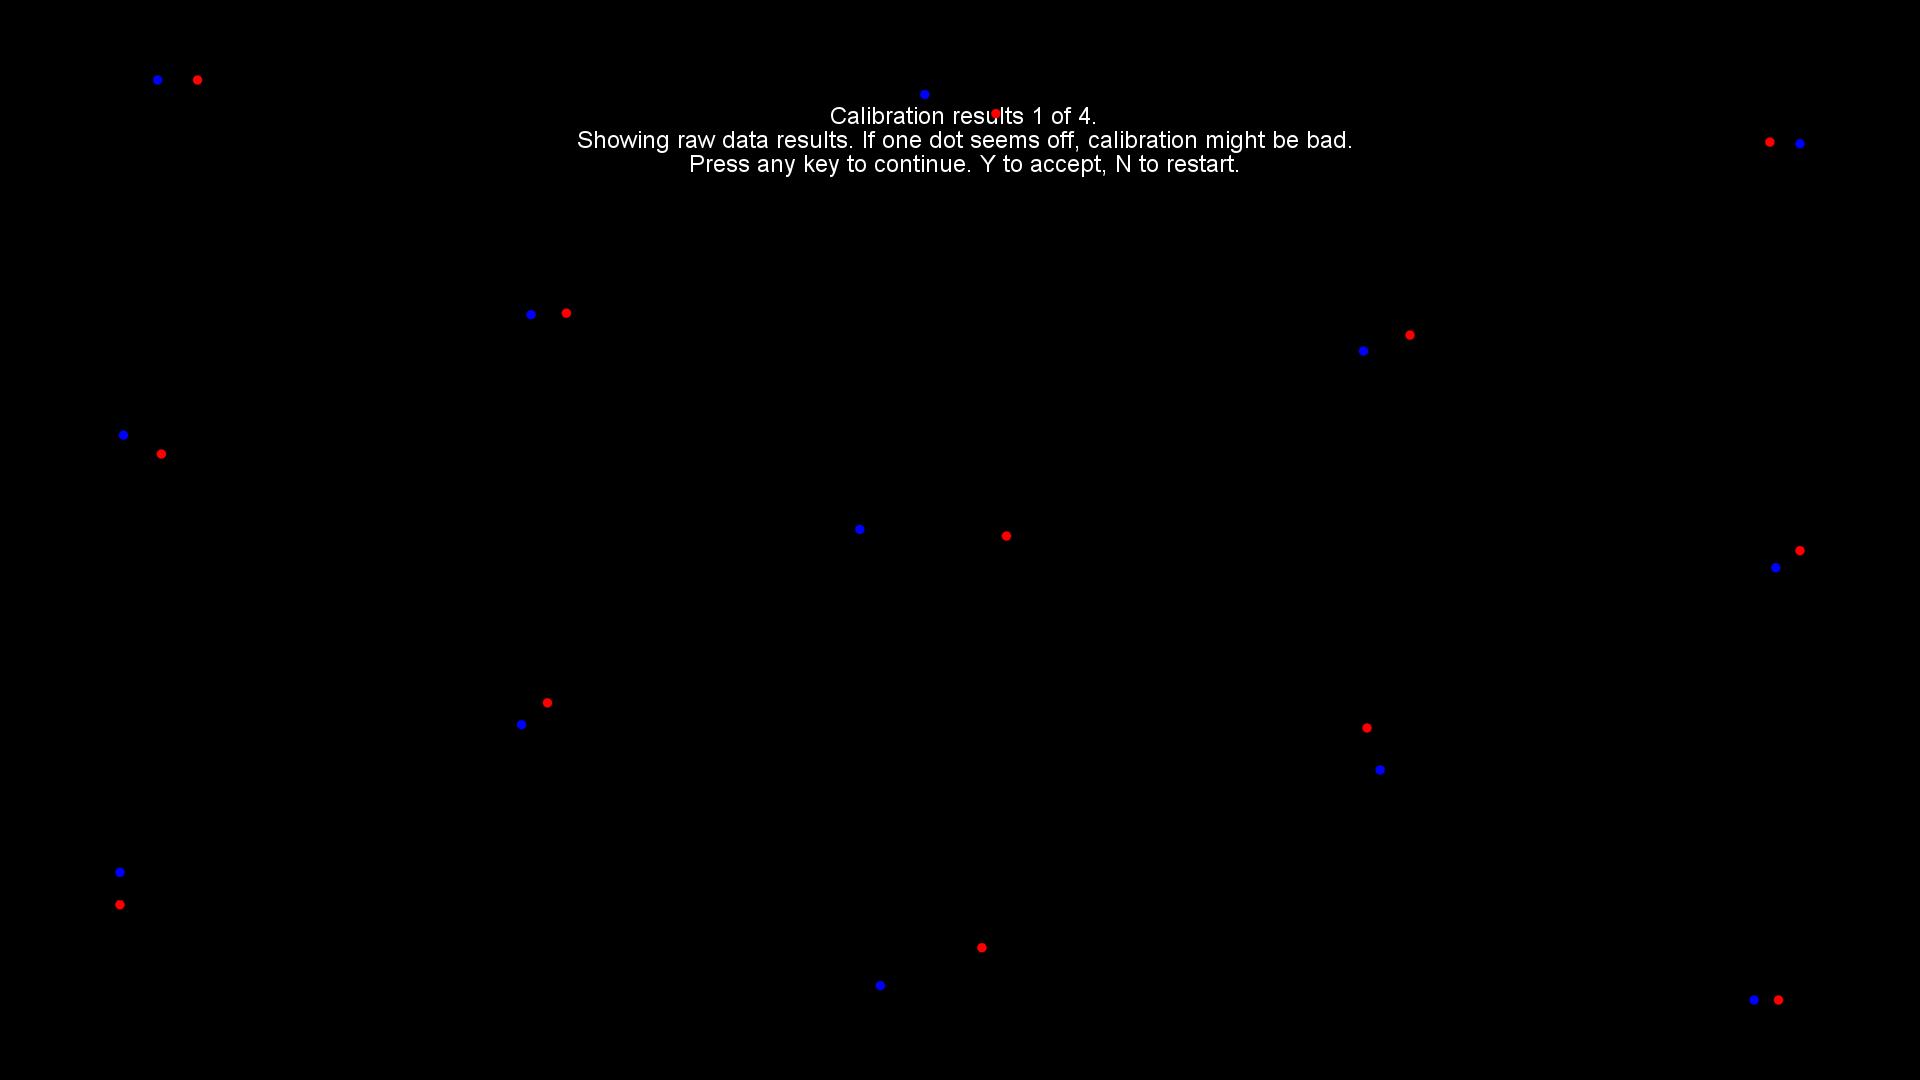 Calibration results 1 of 4.
Showing raw data results. If one dot seems off, calibration might be bad.
Press any key to continue. Y to accept, N to restart.